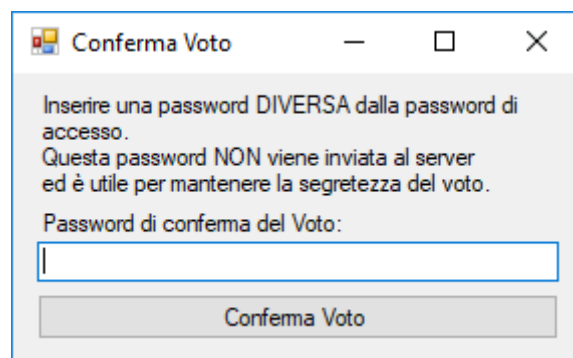 Conferma Voto
Inserire una password DIVERSA dalla password di
accesso.
Questa password NON viene inviata al server
ed è utile per mantenere la segretezza del voto.
Password di conferma del Voto:
Conferma Voto